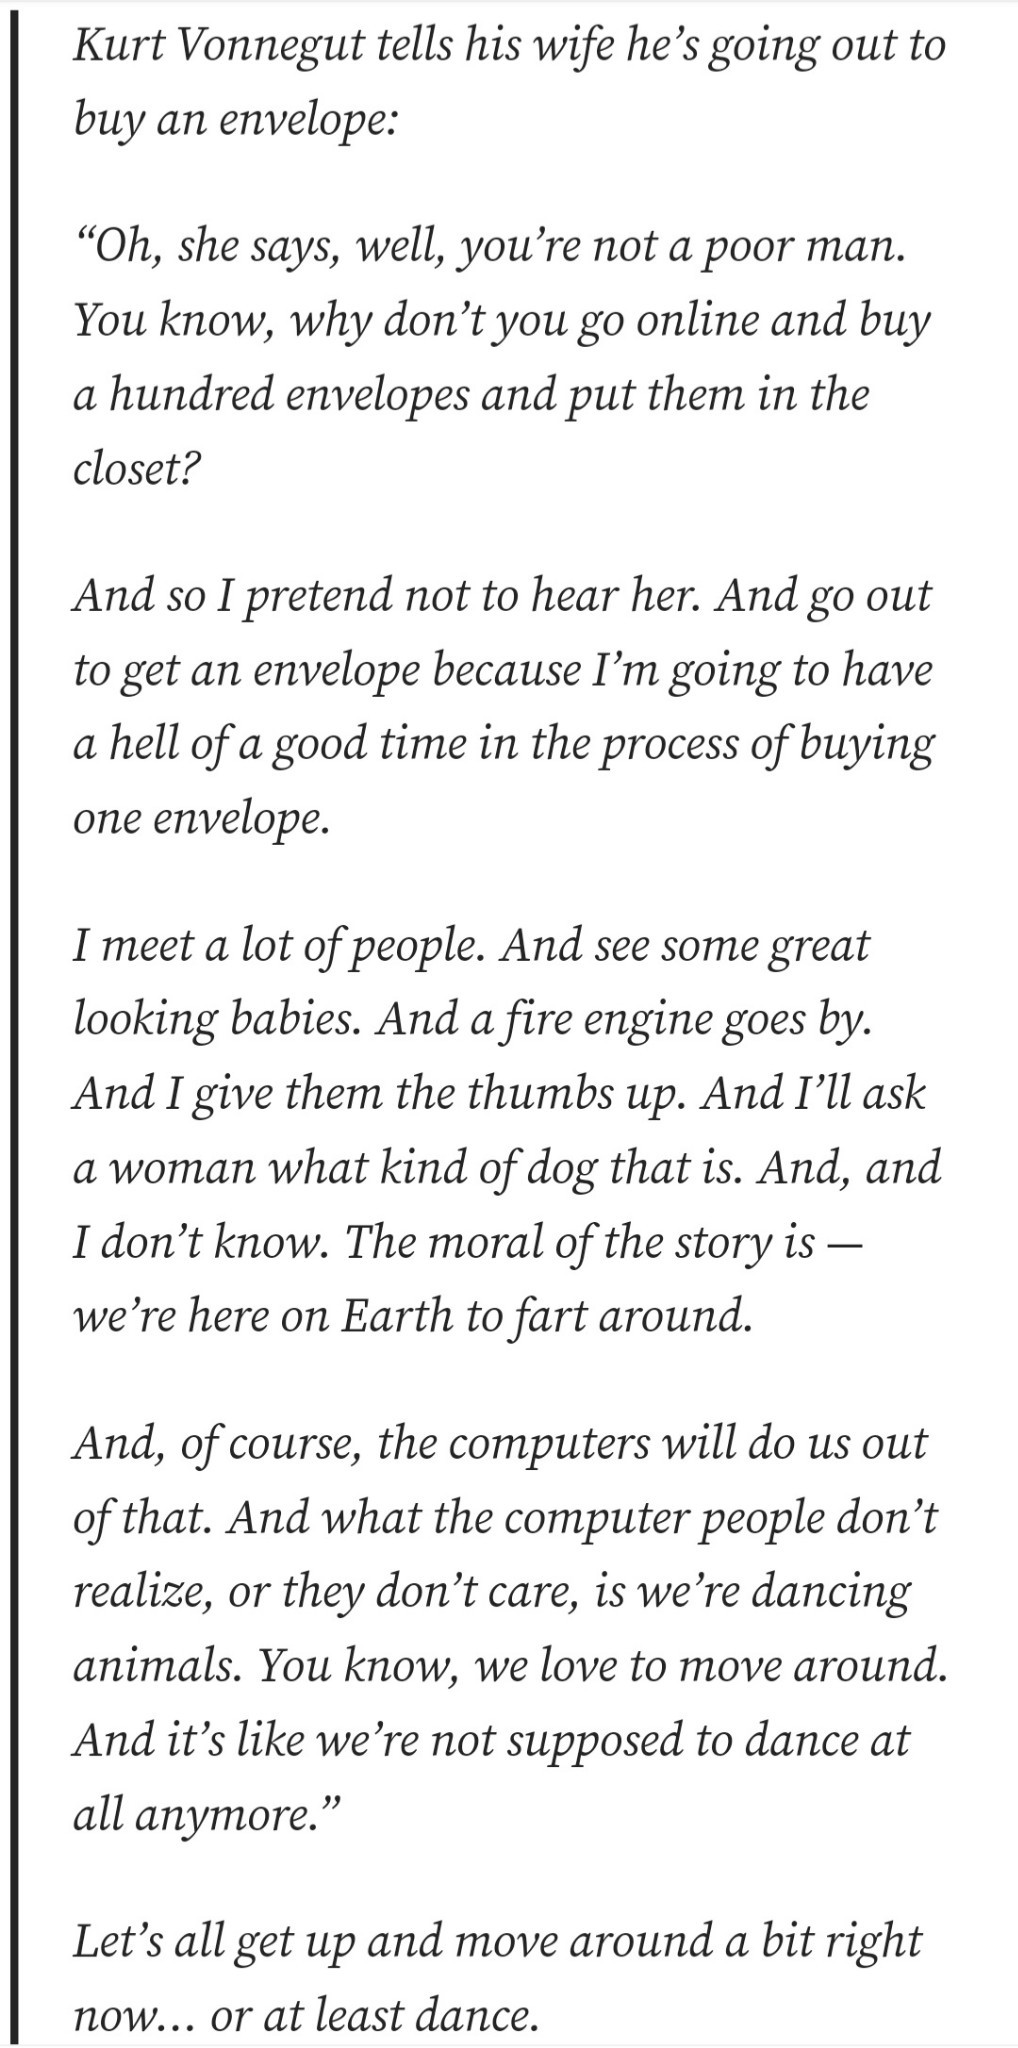 Kurt Vonnegut tells his wife he’s going out to
buy an envelope:
“Oh, she says, well, you’re not a poor man.
You know, why don’t you go online and buy
a hundred envelopes and put them in the
closet?
And so I pretend not to hear her. And go out
to get an envelope because I’m going to have
a hell of a good time in the process of buying
one envelope.
I meet a lot of people. And see some great
looking babies. And a fire engine goes by.
And I give them the thumbs up. And I’ll ask
a woman what kind of dog that is. And, and
I don’t know. The moral of the story is —
we’re here on Earth to fart around.
And, of course, the computers will do us out
of that. And what the computer people don’t
realize, or they don’t care, is we’re dancing
animals. You know, we love to move around.
And it’s like we’re not supposed to dance at
all anymore.”
Let’s all get up and move around a bit right
now… or at least dance.